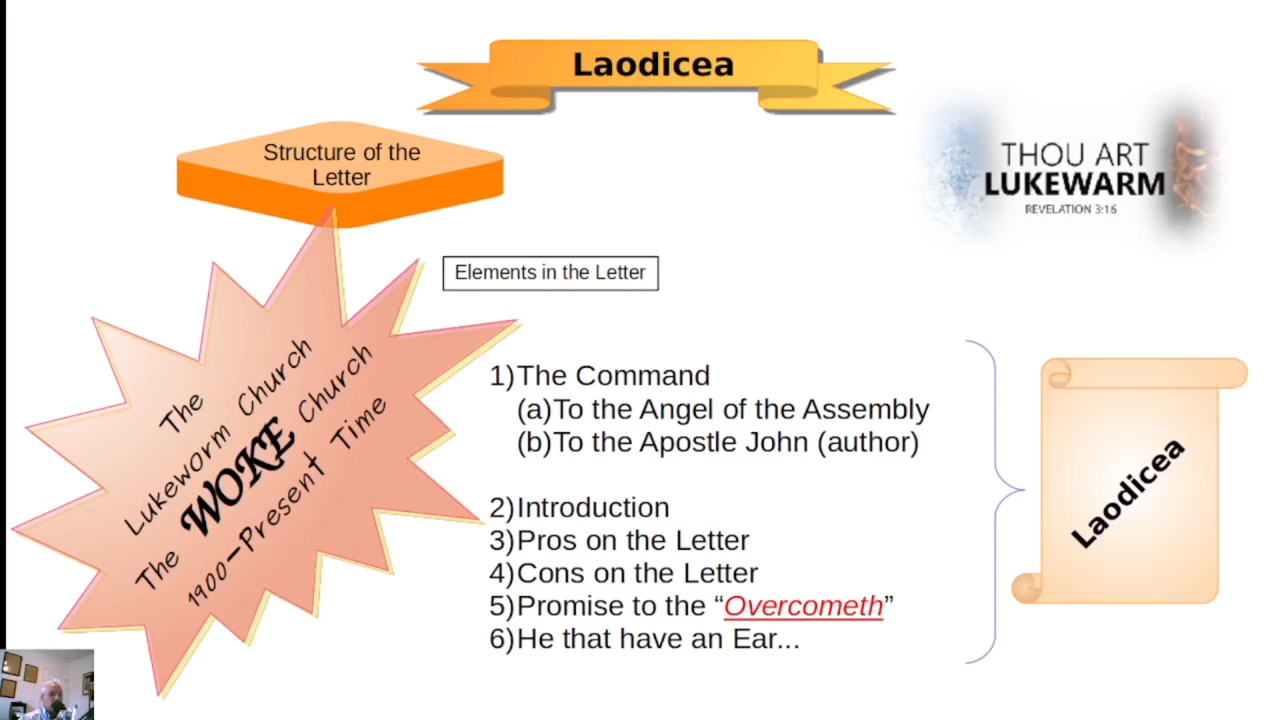 Laodicea
Structure of the
Letter
THOU ART
LUKEWARM
REVELATION 3:16
Elements in the Letter
The
Lukeworm Church
The WOKE Church
1900-Present Time
1)The Command
(a)To the Angel of the Assembly
(b)To the Apostle John (author)
2)Introduction
3)Pros on the Letter
4)Cons on the Letter
5)Promise to the “Overcometh”
6)He that have an Ear...
Laodicea